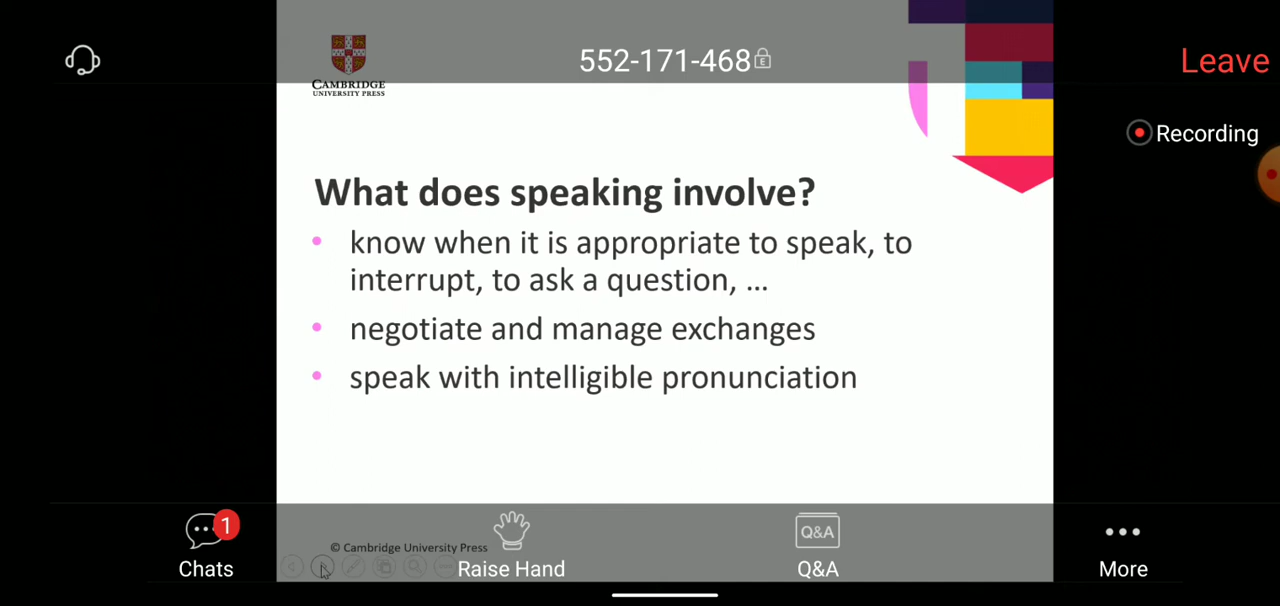 552-171-468
E
Leave
CAMBRIDGE
UNIVERSITY PRESS
Recording
What does speaking involve?
• know when it is appropriate to speak, to
interrupt, to ask a question, ...
• negotiate and manage exchanges
• speak with intelligible pronunciation
1
Q&A
© Cambridge University Press
Chats
Raise Hand
Q&A
More